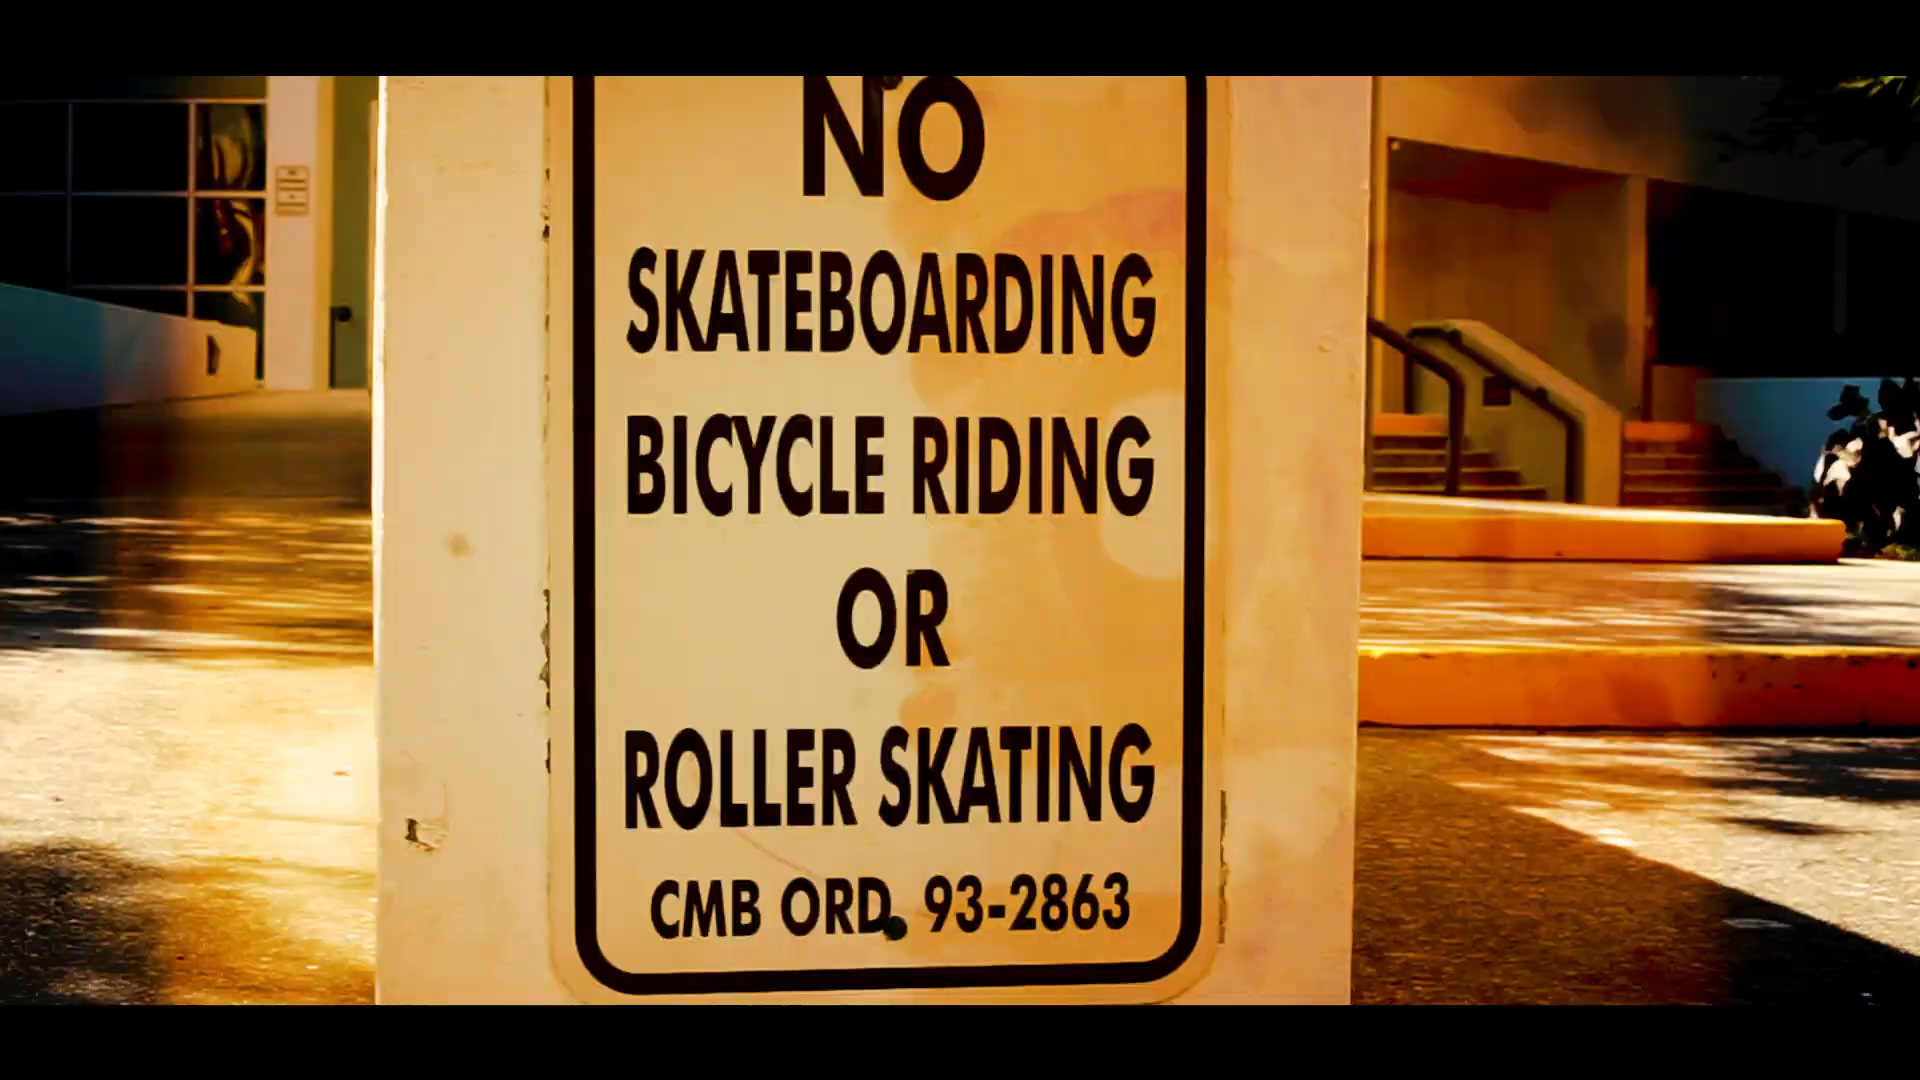 NO
SKATEBOARDING
BICYCLE RIDING
OR
ROLLER SKATING
CMB ORD. 93-2863